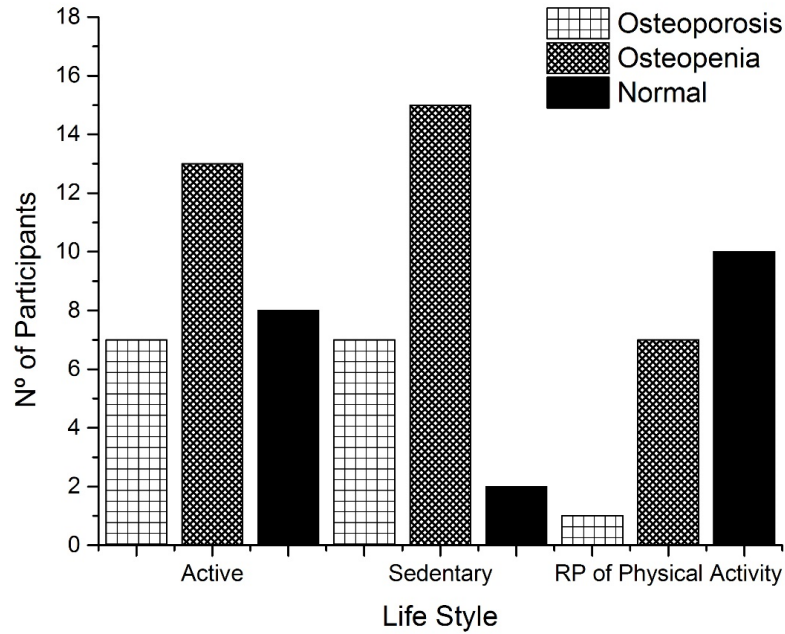 18
16
14
12
10
8
6
4
2
0
Nº of Participants
Osteoporosis
Osteopenia
Normal
Active Sedentary RP of Physical Activity
Life Style